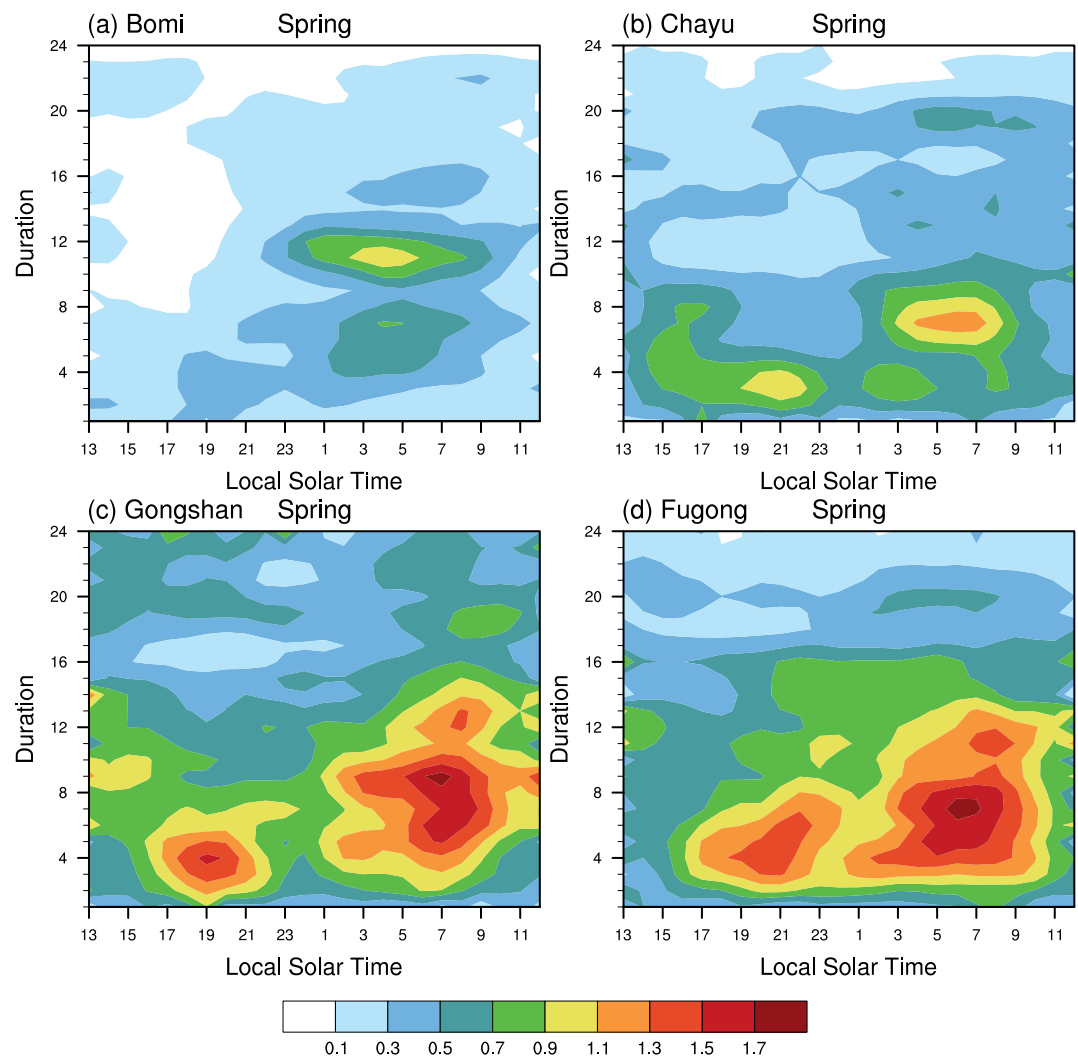 (a) Bomi Spring
24
20
16
12
8
4
Duration
13 15 17 19 21 23 1 3 5 7 9 11
Local Solar Time
(b) Chayu Spring
24
20
16
12
8
4
Duration
13 15 17 19 21 23 1 3 5 7 9 11
Local Solar Time
(c) Gongshan Spring
24
20
16
12
8
4
Duration
13 15 17 19 21 23 1 3 5 7 9 11
Local Solar Time
(d) Fugong Spring
24
20
16
12
8
4
Duration
13 15 17 19 21 23 1 3 5 7 9 11
Local Solar Time
0.1 0.3 0.5 0.7 0.9 1.1 1.3 1.5 1.7